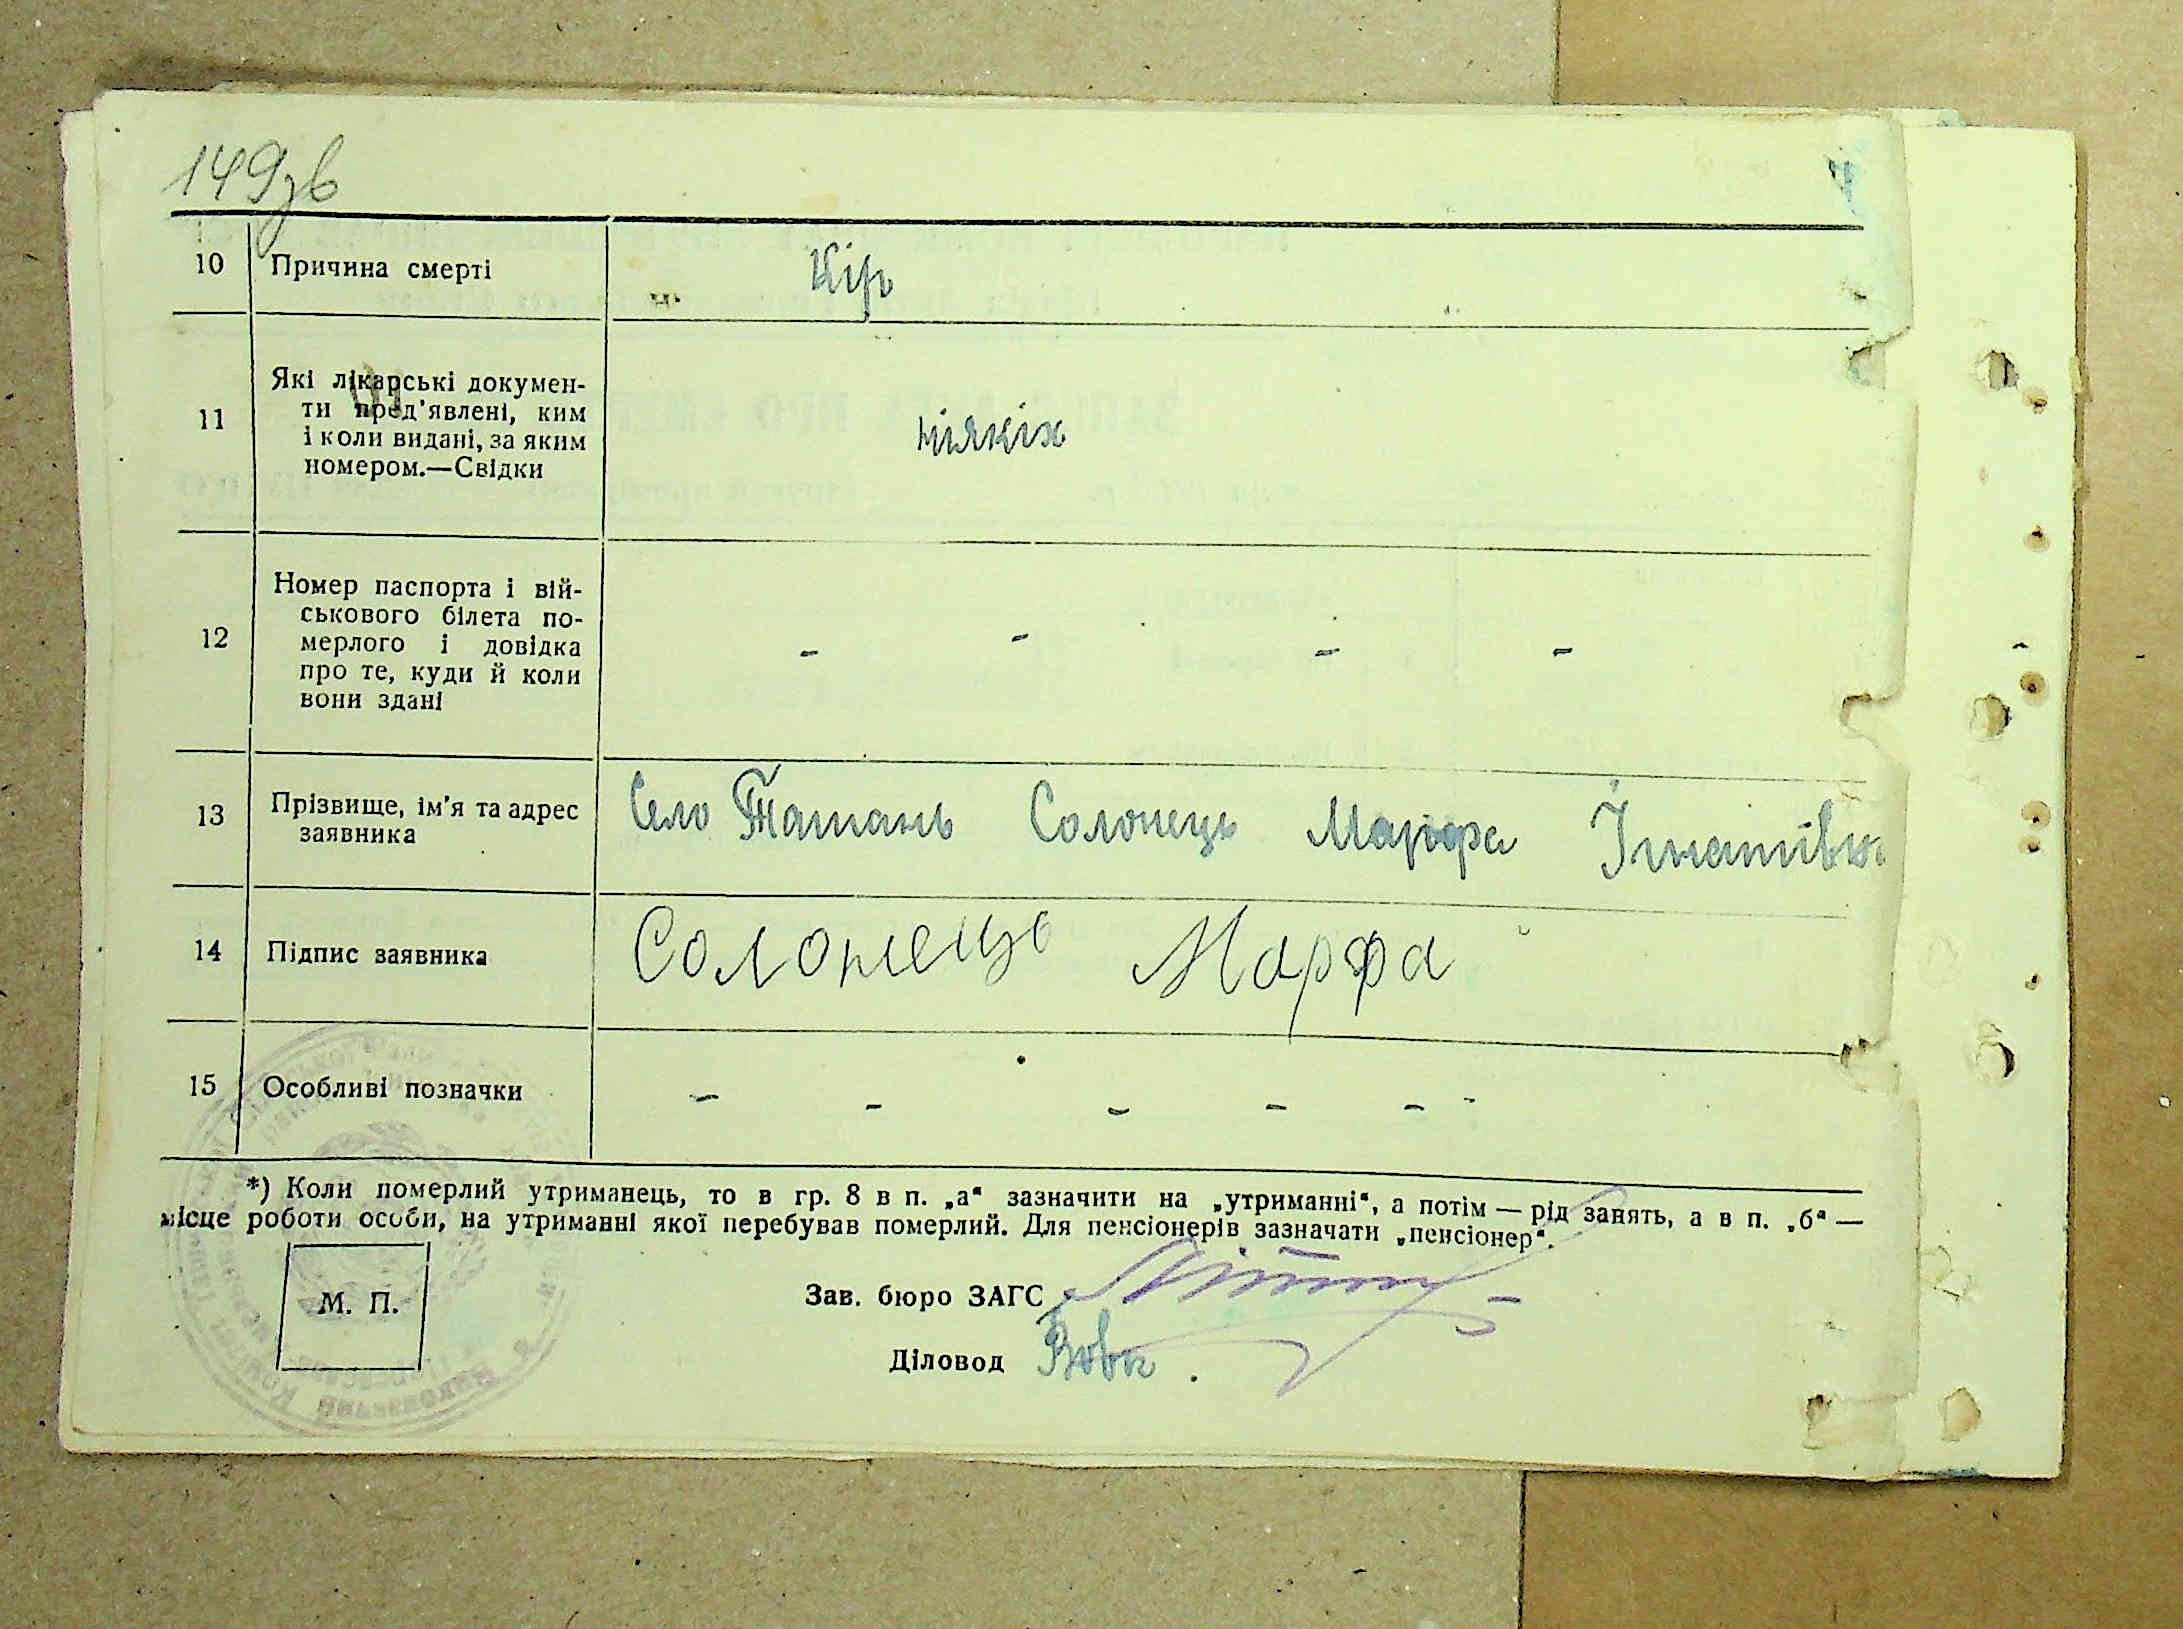 149зв
10 Причина смерті Кір
Які лікарські докумен-
ти пред'явлені, ким
11 і коли видані, за яким ніякіх
номером.—Свідки
Номер паспорта і вій-
ськового білета по-
12 мерлого і довідка - - - -
про те, куди й коли
вони здані
13 Прізвище, ім'я та адрес Село Ташань Солонець Марфа Ігнатівна
заявника
14 Підпис заявника Солонець Марфа
15 Особливі позначки - - - - - -
*) Коли померлий утриманець, то в гр. 8 в п. „а“ зазначити на „утриманні“, а потім — рід занять, а в п. „б“ —
місце роботи особи, на утриманні якої перебував померлий. Для пенсіонерів зазначати „пенсіонер“.
М. П.
Зав. бюро ЗАГС
Діловод Вовк